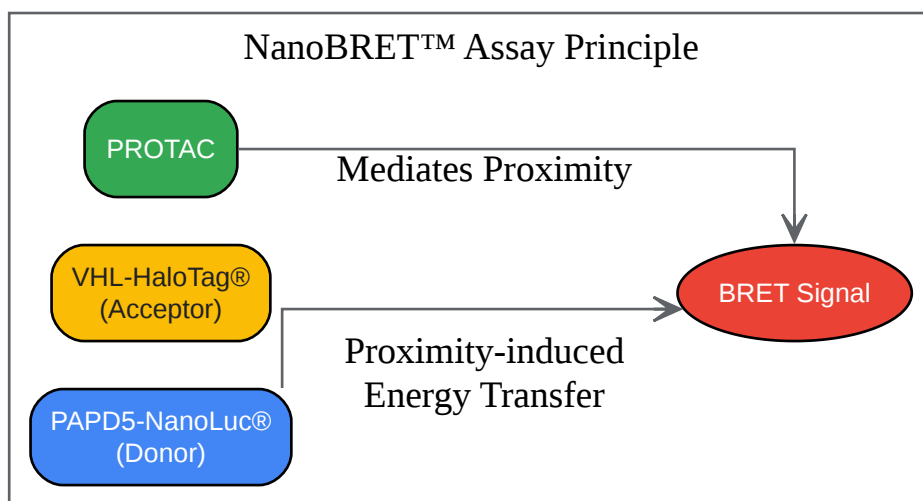 NanoBRET™ Assay Principle
PROTAC
Mediates Proximity
VHL-HaloTag®
(Acceptor)
BRET Signal
Proximity-induced
Energy Transfer
PAPD5-NanoLuc®
(Donor)